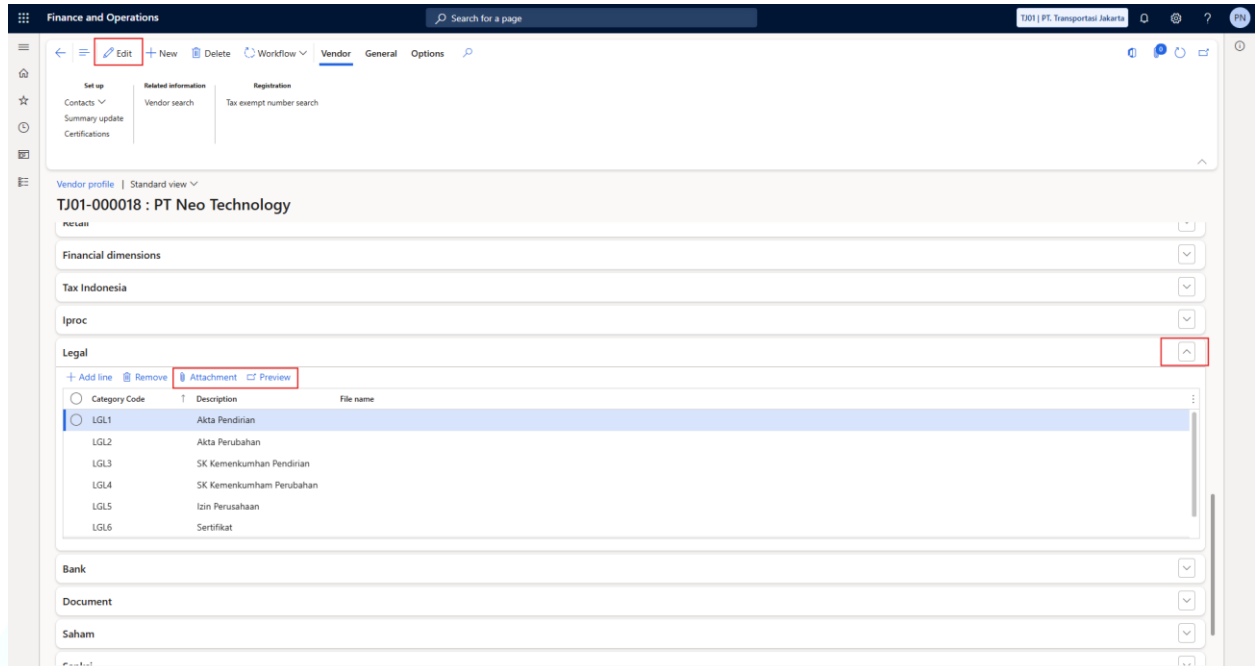 Finance and Operations
Search for a page
TJ01 | PT. Transportasi Jakarta
?
PN
Edit
New
Delete
Workflow
Vendor
General
Options
0
Set up
Related information
Registration
Contacts
Vendor search
Tax exempt number search
Summary update
Certifications
Vendor profile | Standard view
TJ01-000018 : PT Neo Technology
Retail
Financial dimensions
Tax Indonesia
Iproc
Legal
+ Add line Remove Attachment Preview
Category Code ↑ Description File name
LGL1 Akta Pendirian
LGL2 Akta Perubahan
LGL3 SK Kemenkumhan Pendirian
LGL4 SK Kemenkumham Perubahan
LGL5 Izin Perusahaan
LGL6 Sertifikat
Bank
Document
Saham